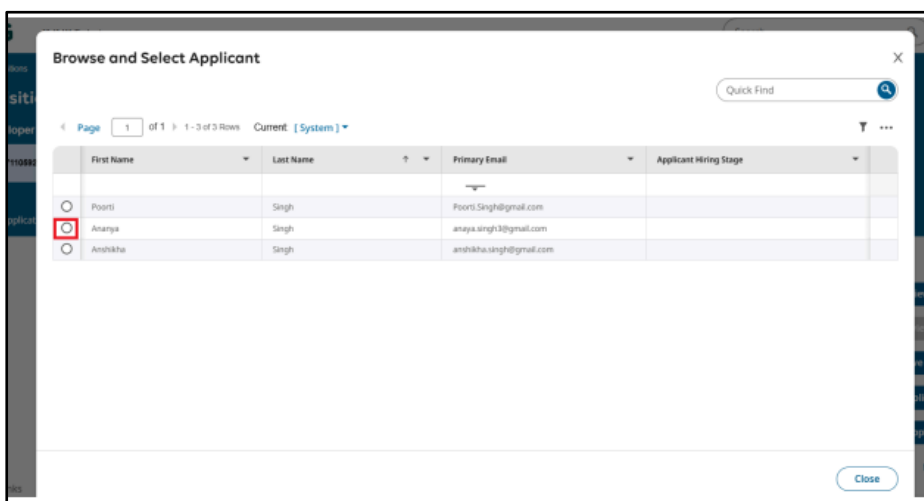 Browse and Select Applicant
X
Quick Find
Page 1 of 1 1 - 3 of 3 Rows Current [ System ]
First Name Last Name Primary Email Applicant Hiring Stage
Poorti Singh Poorti.Singh@gmail.com
Ananya Singh anaya.singh3@gmail.com
Anshikha Singh anshikha.singh@gmail.com
Close